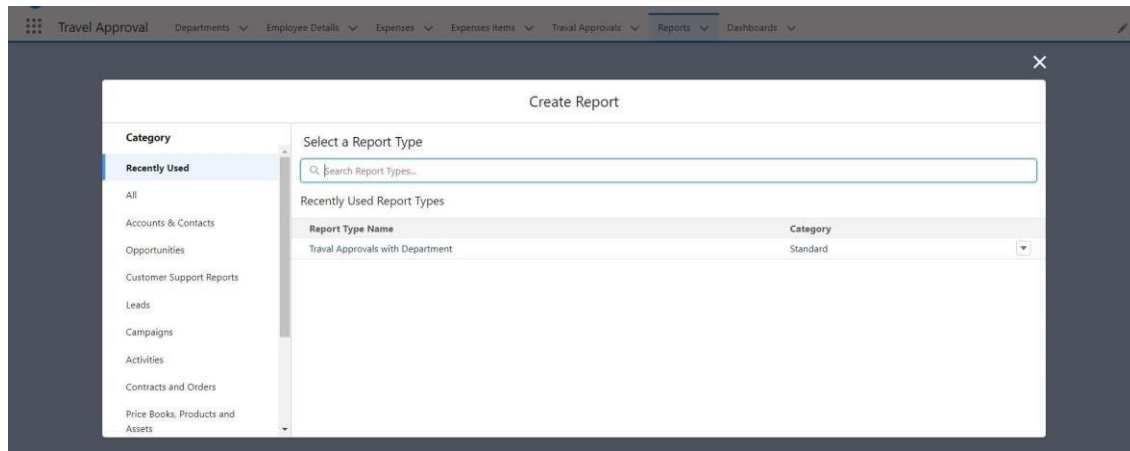 Travel Approval Departments Employee Details Expenses Expenses items Traval Approvals Reports Dashboards
Create Report
Category
Recently Used
All
Accounts & Contacts
Opportunities
Customer Support Reports
Leads
Campaigns
Activities
Contracts and Orders
Price Books, Products and
Assets
Select a Report Type
Search Report Types...
Recently Used Report Types
Report Type Name Category
Traval Approvals with Department Standard